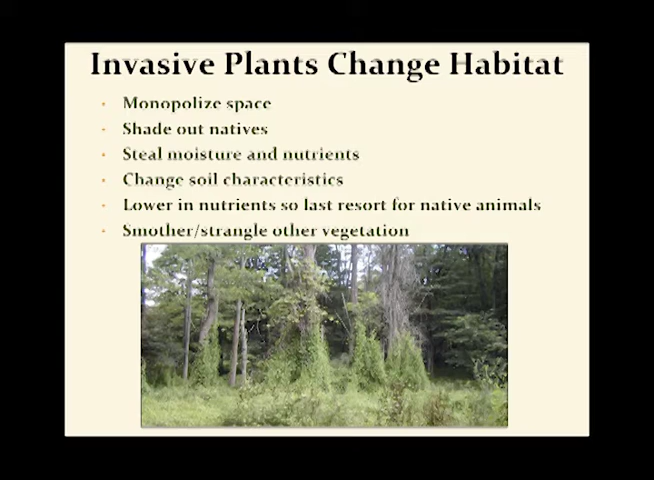 Invasive Plants Change Habitat
• Monopolize space
• Shade out natives
• Steal moisture and nutrients
• Change soil characteristics
• Lower in nutrients so last resort for native animals
• Smother/strangle other vegetation